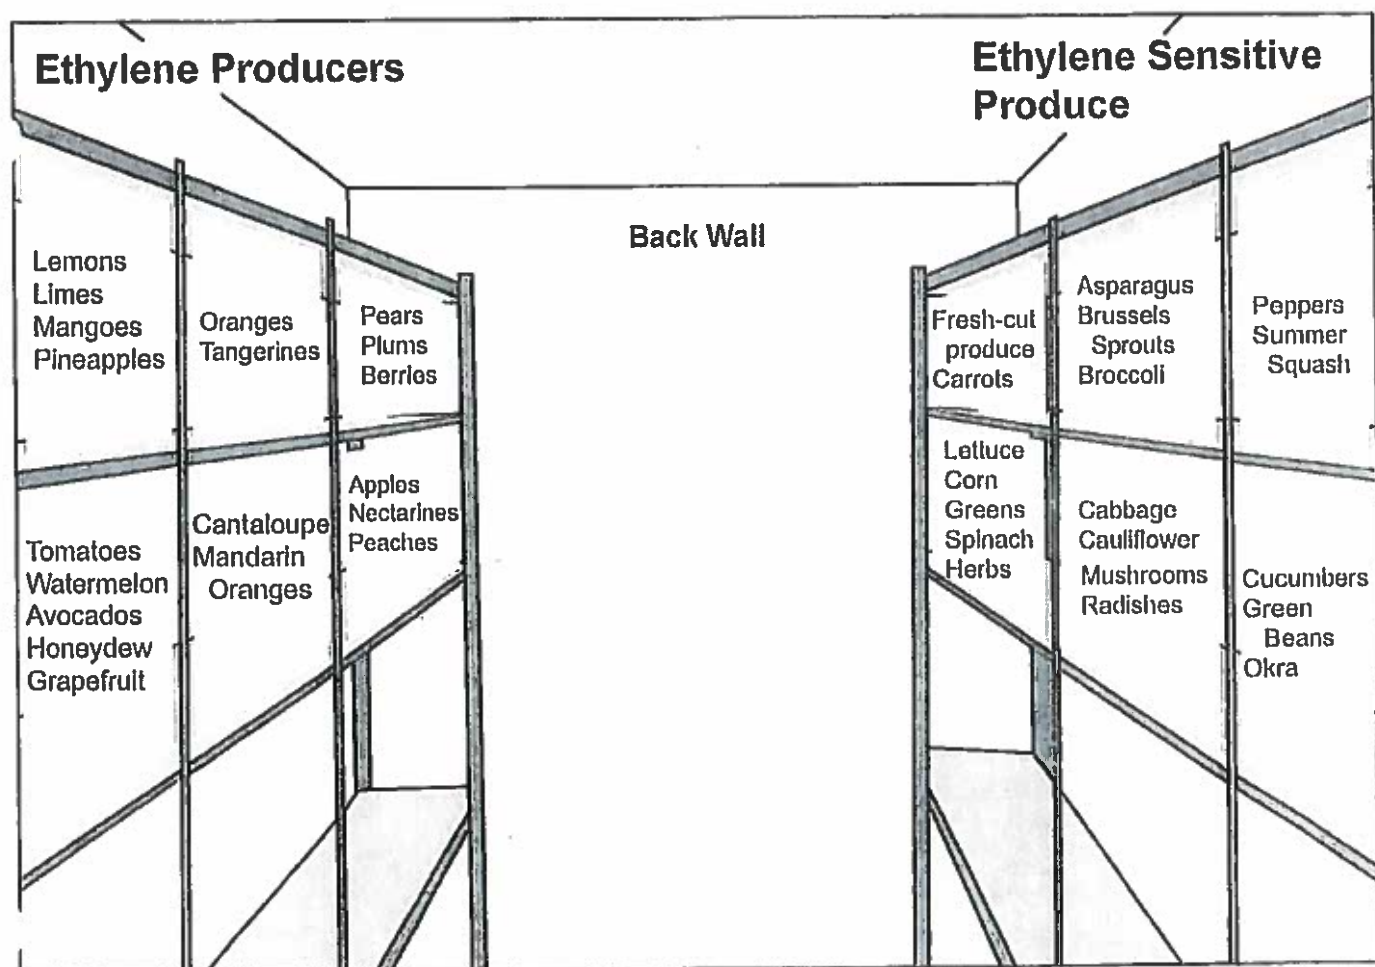 Ethylene Producers
Ethylene Sensitive
Produce
Back Wall
Lemons
Limes
Mangoes
Pineapples
Oranges
Tangerines
Pears
Plums
Berries
Tomatoes
Watermelon
Avocados
Honeydew
Grapefruit
Cantaloupe
Mandarin
Oranges
Apples
Nectarines
Peaches
Fresh-cut
produce
Carrots
Asparagus
Brussels
Sprouts
Broccoli
Peppers
Summer
Squash
Lettuce
Corn
Greens
Spinach
Herbs
Cabbage
Cauliflower
Mushrooms
Radishes
Cucumbers
Green
Beans
Okra